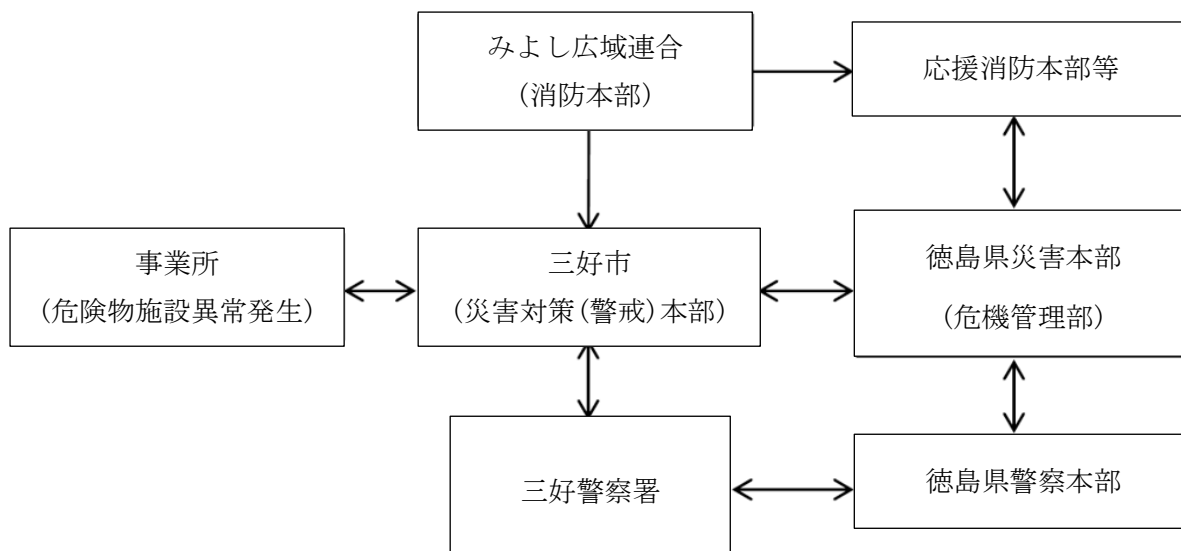 みよし広域連合
(消防本部)
応援消防本部等
事業所
(危険物施設異常発生)
三好市
(災害対策(警戒)本部)
徳島県災害本部
(危機管理部)
三好警察署
徳島県警察本部